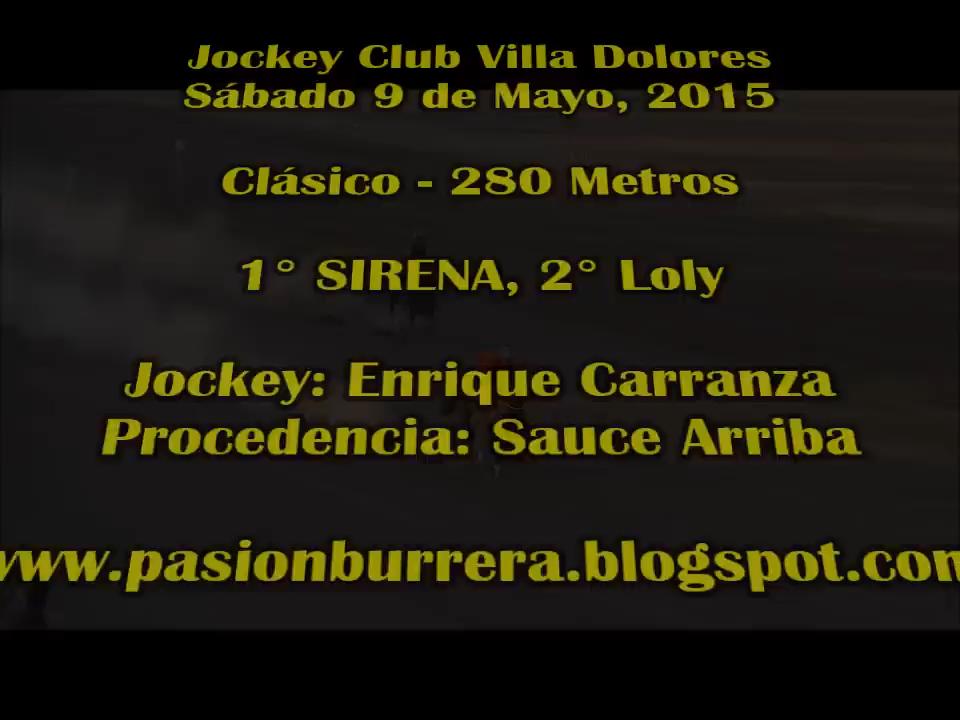 Jockey Club Villa Dolores
Sábado 9 de Mayo, 2015
Clásico - 280 Metros
1° SIRENA, 2° Loly
Jockey: Enrique Carranza
Procedencia: Sauce Arriba
www.pasionburrera.blogspot.com